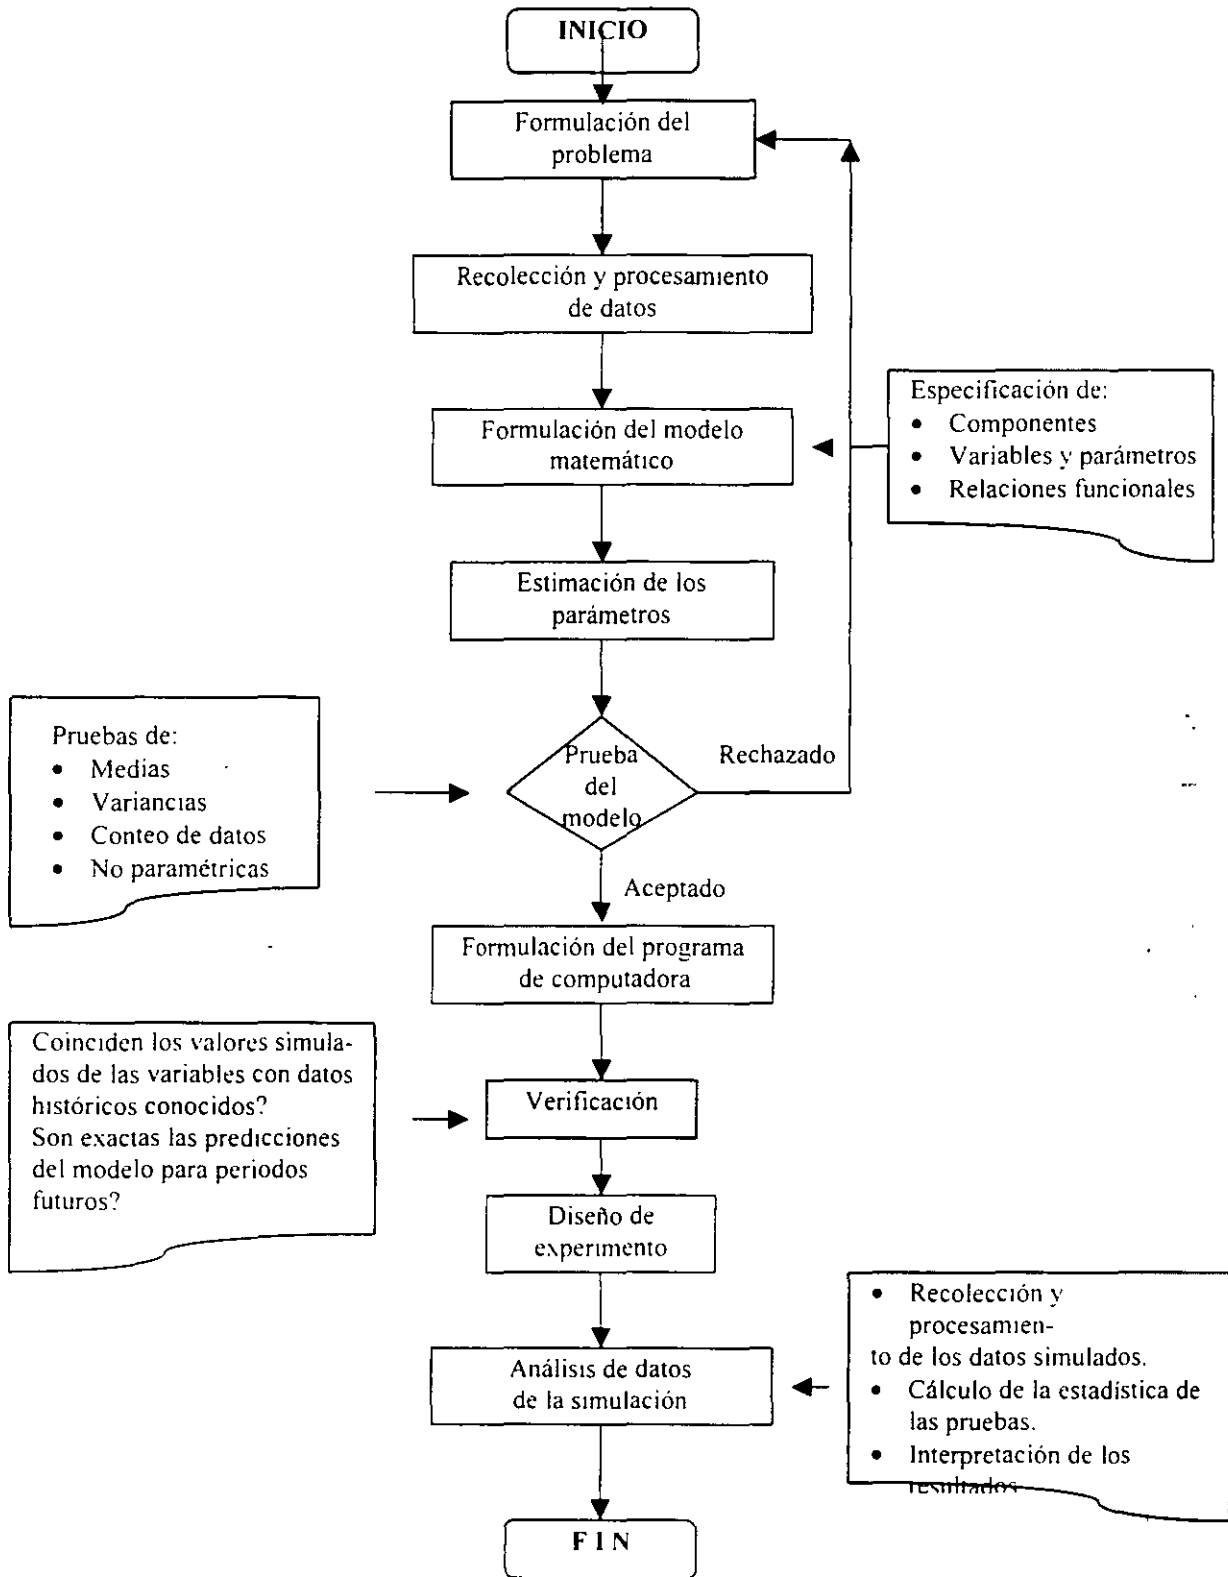 INICIO
Formulación del
problema
Recolección y procesamiento
de datos
Formulación del modelo
matemático
Especificación de:
• Componentes
• Variables y parámetros
• Relaciones funcionales
Estimación de los
parámetros
Pruebas de:
• Medias
• Variancias
• Conteo de datos
• No paramétricas
Prueba
del
modelo
Rechazado
Aceptado
Formulación del programa
de computadora
Coinciden los valores simula-
dos de las variables con datos
históricos conocidos?
Son exactas las predicciones
del modelo para periodos
futuros?
Verificación
Diseño de
experimento
Análisis de datos
de la simulación
• Recolección y
procesamien-
to de los datos simulados.
• Cálculo de la estadística de
las pruebas.
• Interpretación de los
resultados
F I N